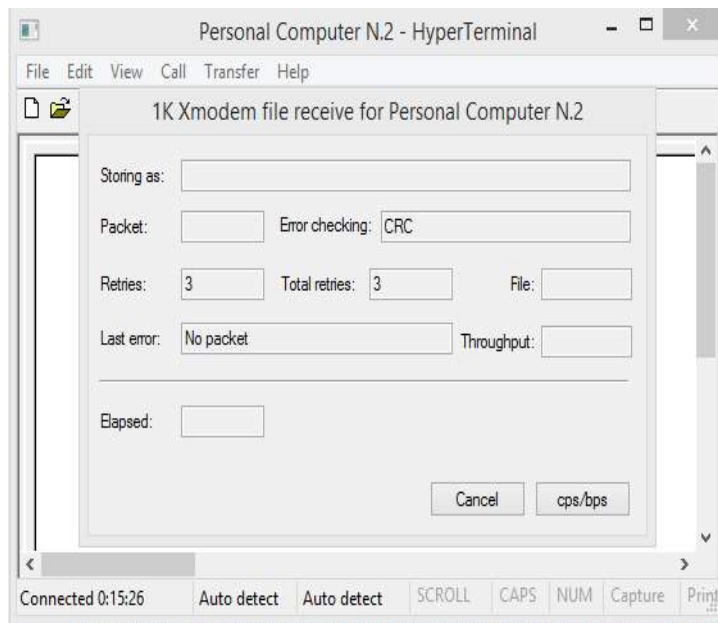 Personal Computer N.2 - HyperTerminal
File Edit View Call Transfer Help
1K Xmodem file receive for Personal Computer N.2
Storing as:
Packet: Error checking: CRC
Retries: 3 Total retries: 3 File:
Last error: No packet Throughput:
Elapsed:
Cancel cps/bps
Connected 0:15:26 Auto detect Auto detect SCROLL CAPS NUM Capture Print